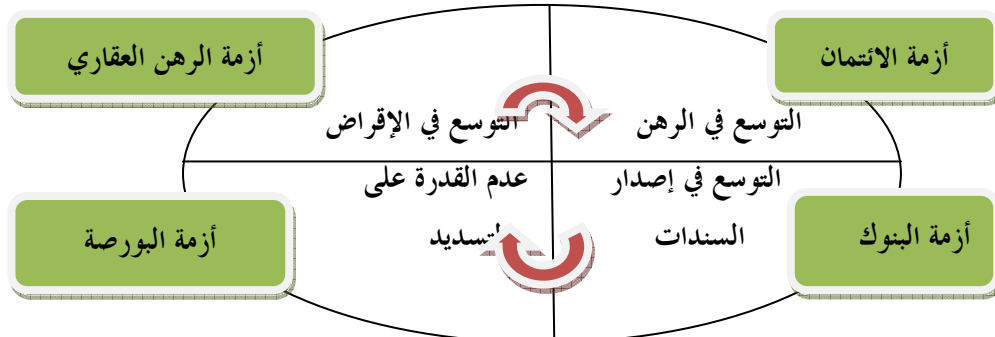 أزمة الائتمان
أزمة الرهن العقاري
التوسع في الرهن
التوسع في الإقراض
التوسع في إصدار
السندات
عدم القدرة على
التسديد
أزمة البنوك
أزمة البورصة